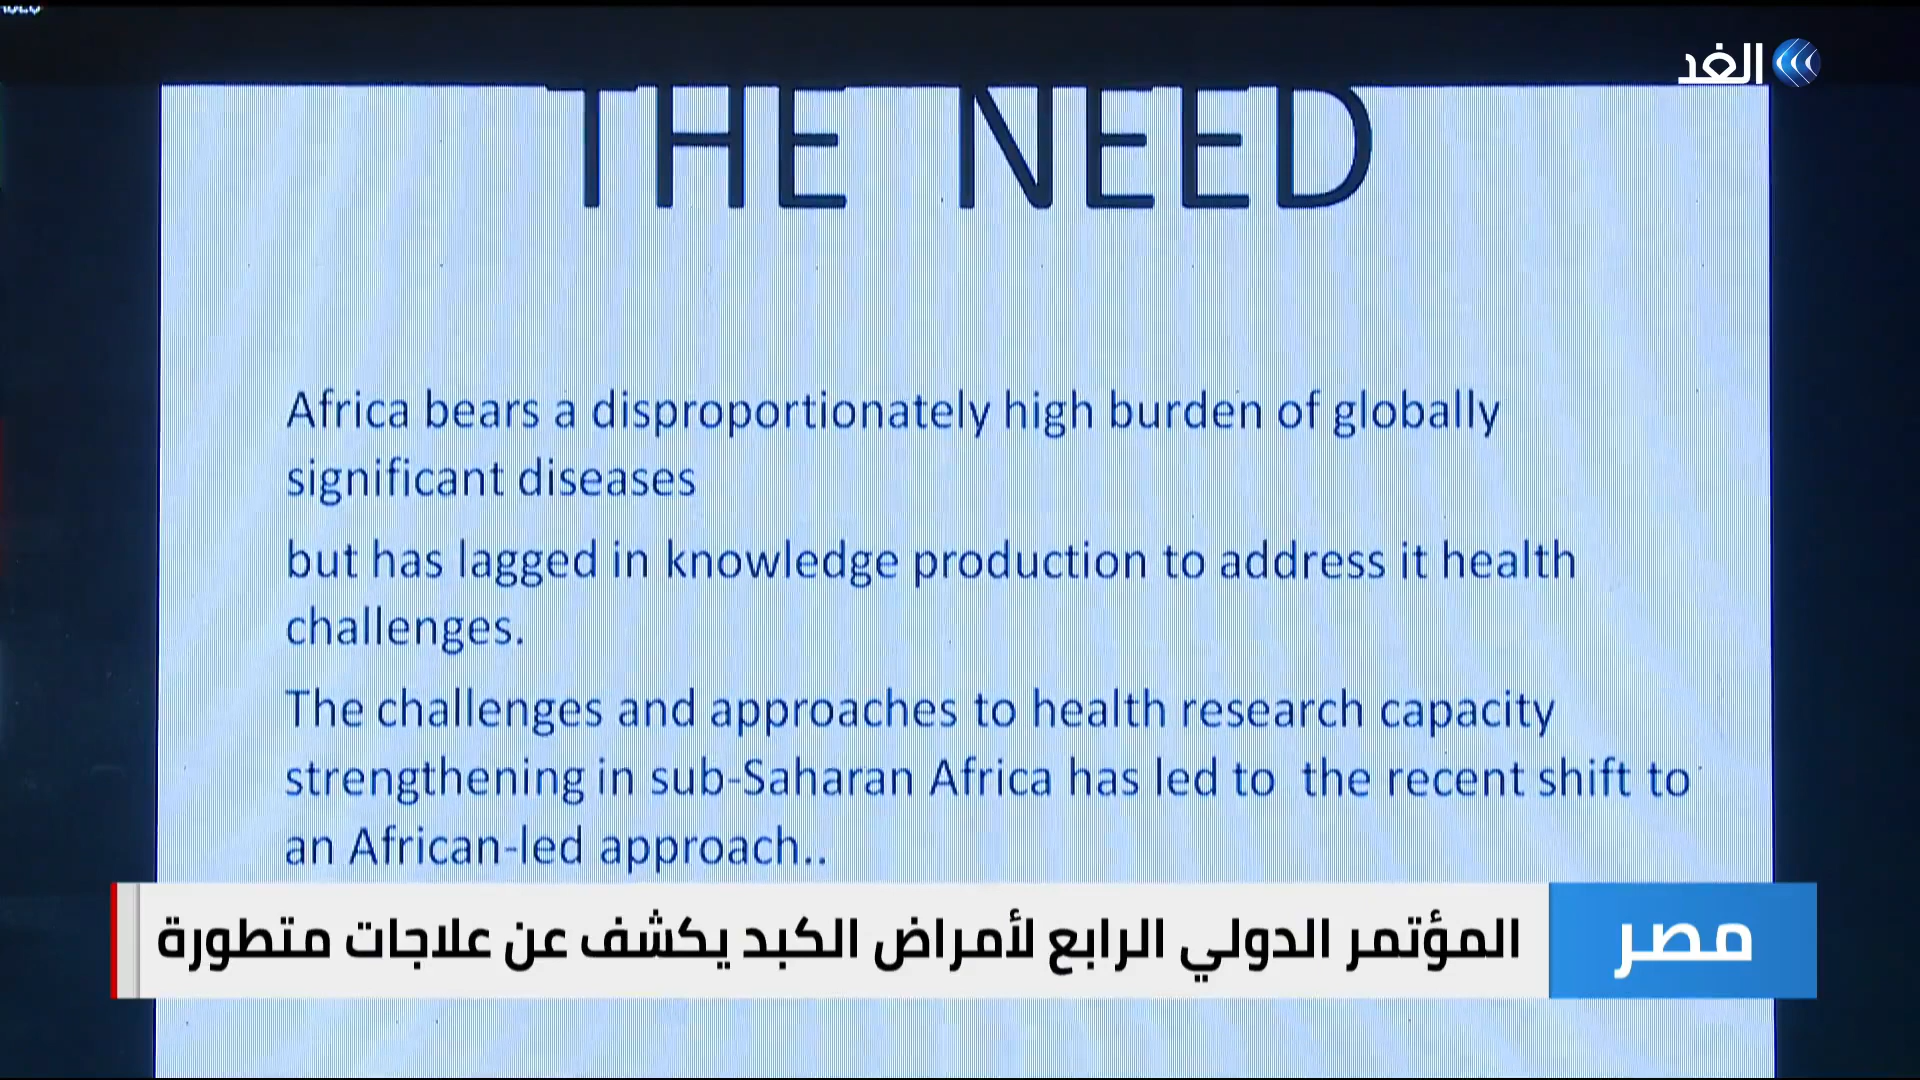 الغد
THE NEED
Africa bears a disproportionately high burden of globally
significant diseases
but has lagged in knowledge production to address it health
challenges.
The challenges and approaches to health research capacity
strengthening in sub-Saharan Africa has led to the recent shift to
an African-led approach..
مصر
المؤتمر الدولي الرابع لأمراض الكبد يكشف عن علاجات متطورة